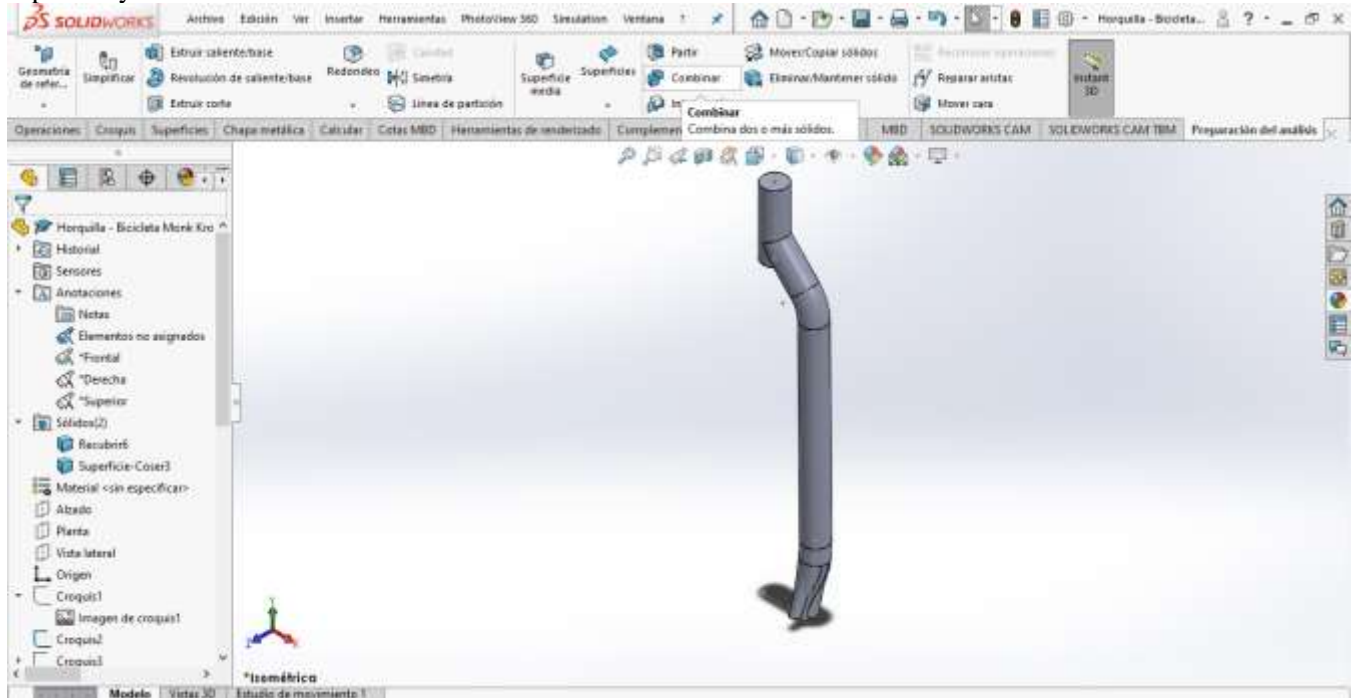 SOLIDWORKS Archivo Edición Ver Insertar Herramientas PhotoView 360 Simulation Ventana ? Horquilla - Bicicleta... ?
Geometría de refer...
Simplificar
Extruir saliente/base
Revolución de saliente/base
Extruir corte
Redondeo
Simetría
Línea de partición
Superficie media
Superficies
Partir
Combinar
Mover/Copiar sólidos
Eliminar/Mantener sólido
Reparar aristas
Mover cara
Instant 3D
Combinar
Combina dos o más sólidos.
Operaciones Croquis Superficies Chapa metálica Calcular Cotas MBD Herramientas de renderizado Complemen MBD SOLIDWORKS CAM SOLIDWORKS CAM TBM Preparación del análisis
Horquilla - Bicicleta Monk Kro
Historial
Sensores
Anotaciones
Notas
Elementos no asignados
*Frontal
*Derecha
*Superior
Sólidos(2)
Recubrir6
Superficie-Coser3
Material <sin especificar>
Alzado
Planta
Vista lateral
Origen
Croquis1
Imagen de croquis1
Croquis2
Croquis3
*Isométrica
Modelo Vistas 3D Estudio de movimiento 1